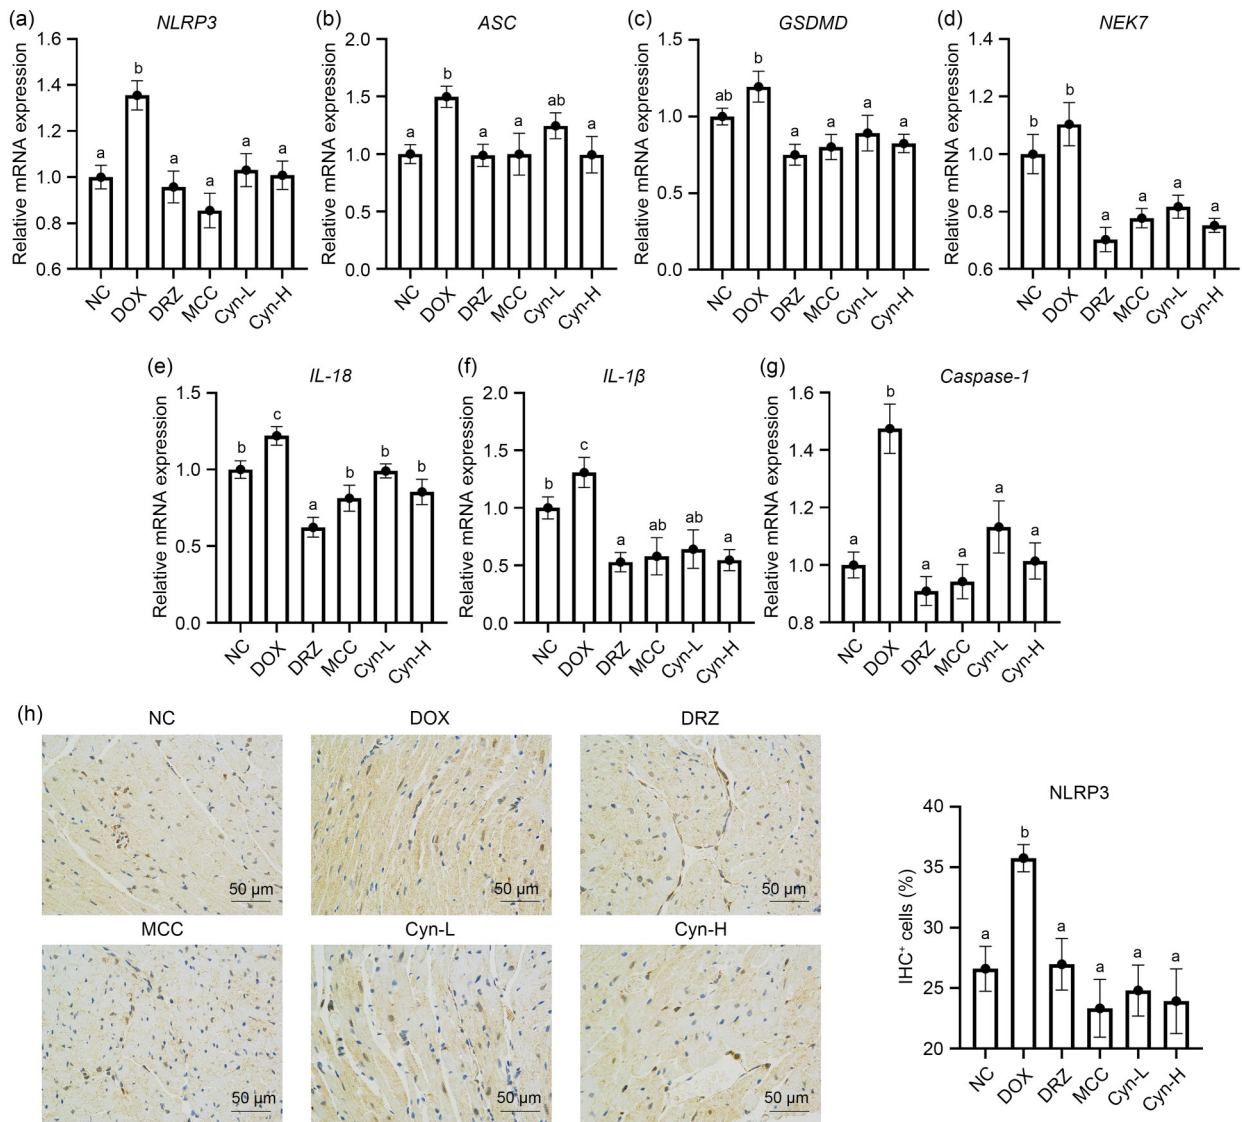 (a) NLRP3
Relative mRNA expression
1.6
1.4
1.2
1.0
0.8
0.6
a b a a a a
NC DOX DRZ MCC Cyn-L Cyn-H
(b) ASC
Relative mRNA expression
2.0
1.5
1.0
0.5
0.0
a b a a ab a
NC DOX DRZ MCC Cyn-L Cyn-H
(c) GSDMD
Relative mRNA expression
1.5
1.0
0.5
0.0
ab b a a a a
NC DOX DRZ MCC Cyn-L Cyn-H
(d) NEK7
Relative mRNA expression
1.4
1.2
1.0
0.8
0.6
b b a a a a
NC DOX DRZ MCC Cyn-L Cyn-H
(e) IL-18
Relative mRNA expression
1.5
1.0
0.5
0.0
b c a b b b
NC DOX DRZ MCC Cyn-L Cyn-H
(f) IL-1β
Relative mRNA expression
2.0
1.5
1.0
0.5
0.0
b c a ab ab a
NC DOX DRZ MCC Cyn-L Cyn-H
(g) Caspase-1
Relative mRNA expression
1.6
1.4
1.2
1.0
0.8
a b a a a a
NC DOX DRZ MCC Cyn-L Cyn-H
(h)
NC DOX DRZ
50 µm 50 µm 50 µm
MCC Cyn-L Cyn-H
50 µm 50 µm 50 µm
NLRP3
IHC⁺ cells (%)
40
35
30
25
20
a b a a a a
NC DOX DRZ MCC Cyn-L Cyn-H